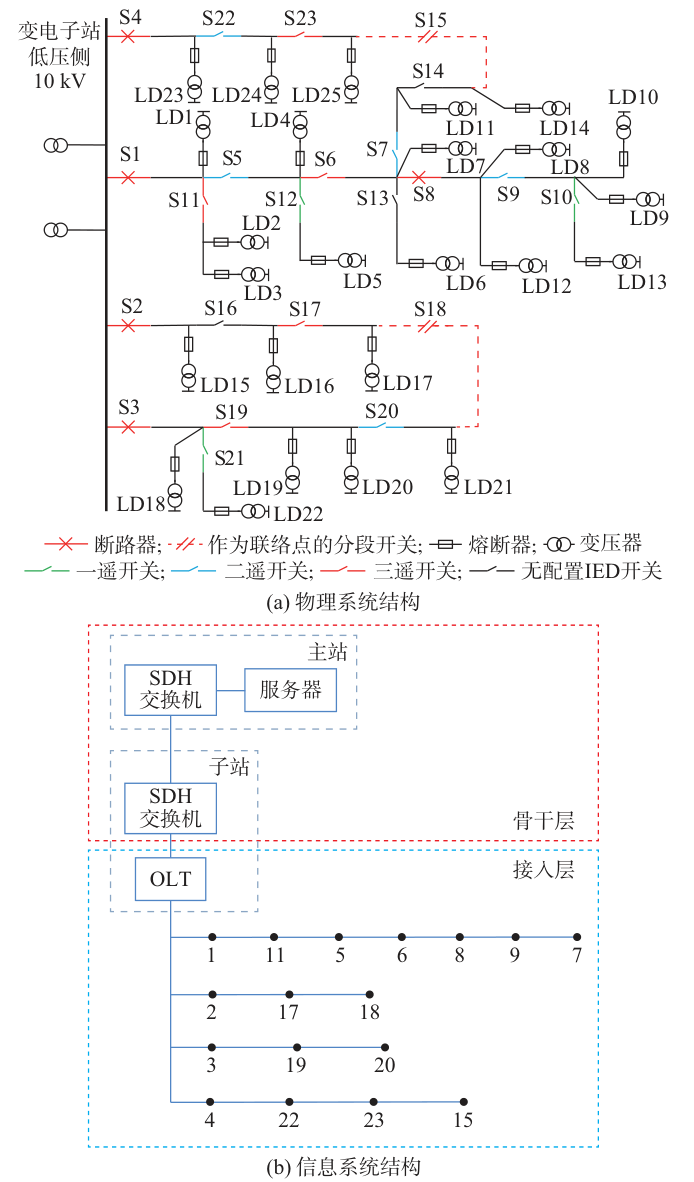 变电子站
低压侧
10 kV
S4
S22
S23
S15
LD23
LD24
LD25
S14
LD1
LD4
LD10
LD11
LD14
S1
S5
S6
S7
LD7
S8
LD8
S9
S11
S12
S13
S10
LD9
LD2
LD3
LD5
LD6
LD12
LD13
S2
S16
S17
S18
LD15
LD16
LD17
S3
S19
S20
S21
LD18
LD19
LD20
LD21
LD22
断路器; 作为联络点的分段开关; 熔断器; 变压器
一遥开关; 二遥开关; 三遥开关; 无配置IED开关
(a) 物理系统结构
主站
SDH
交换机
服务器
子站
SDH
交换机
骨干层
接入层
OLT
1 11 5 6 8 9 7
2 17 18
3 19 20
4 22 23 15
(b) 信息系统结构